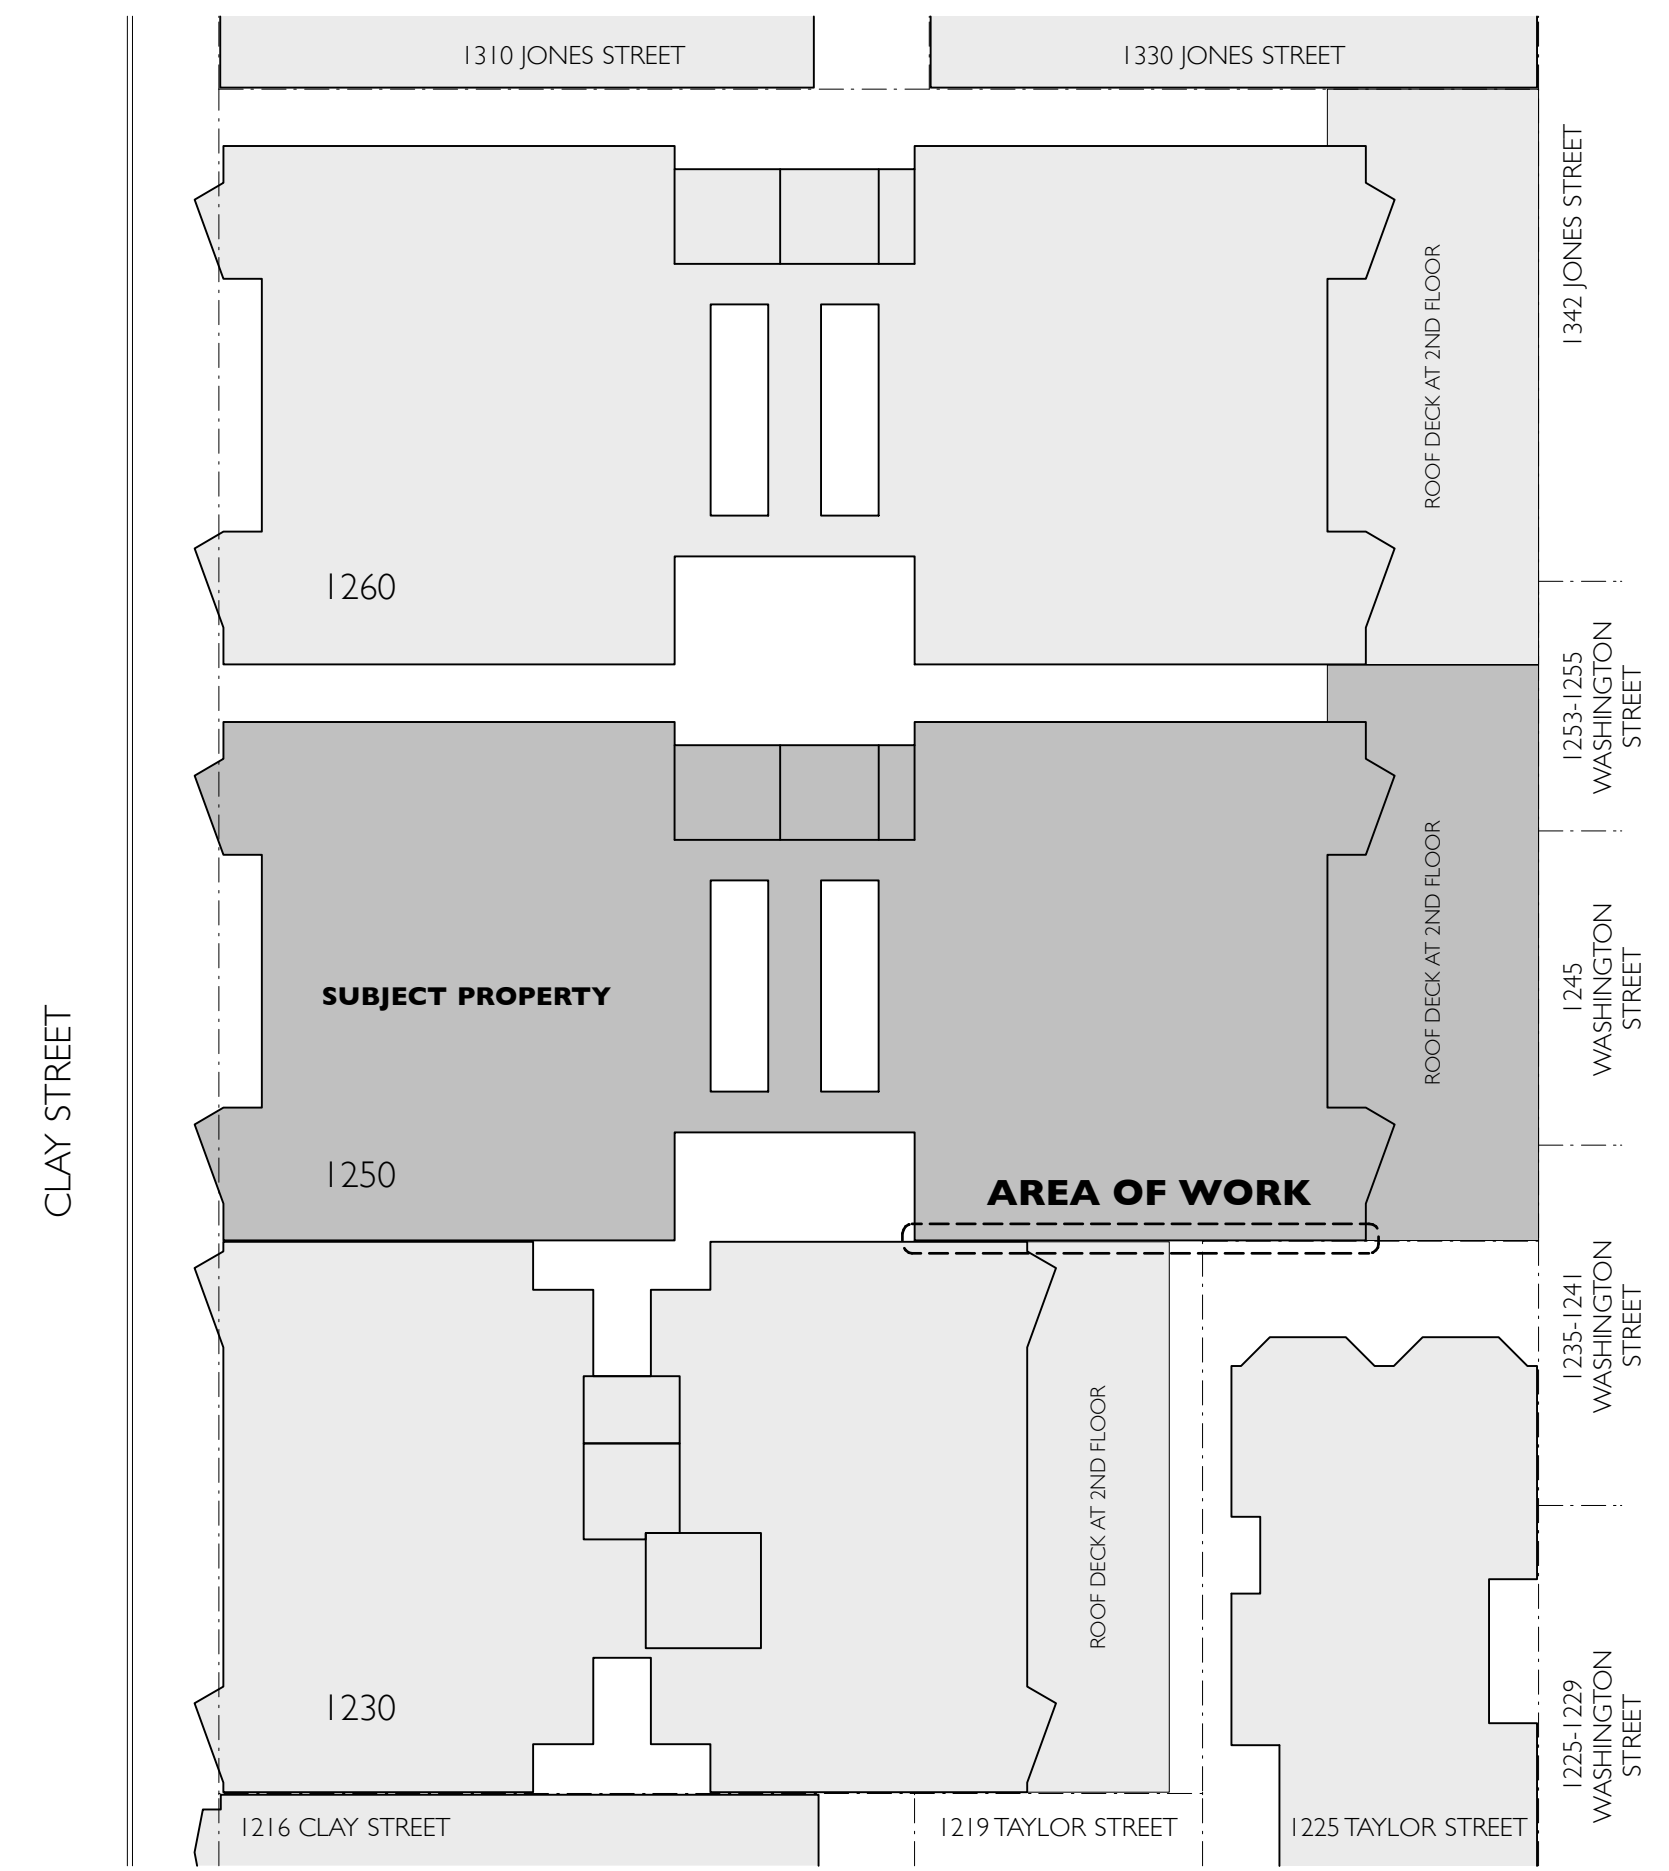 1310 JONES STREET
1330 JONES STREET
1342 JONES STREET
ROOF DECK AT 2ND FLOOR
1260
1253-1255
WASHINGTON
STREET
ROOF DECK AT 2ND FLOOR
1245
WASHINGTON
STREET
SUBJECT PROPERTY
CLAY STREET
1250
AREA OF WORK
1235-1241
WASHINGTON
STREET
ROOF DECK AT 2ND FLOOR
1230
1225-1229
WASHINGTON
STREET
1216 CLAY STREET
1219 TAYLOR STREET
1225 TAYLOR STREET